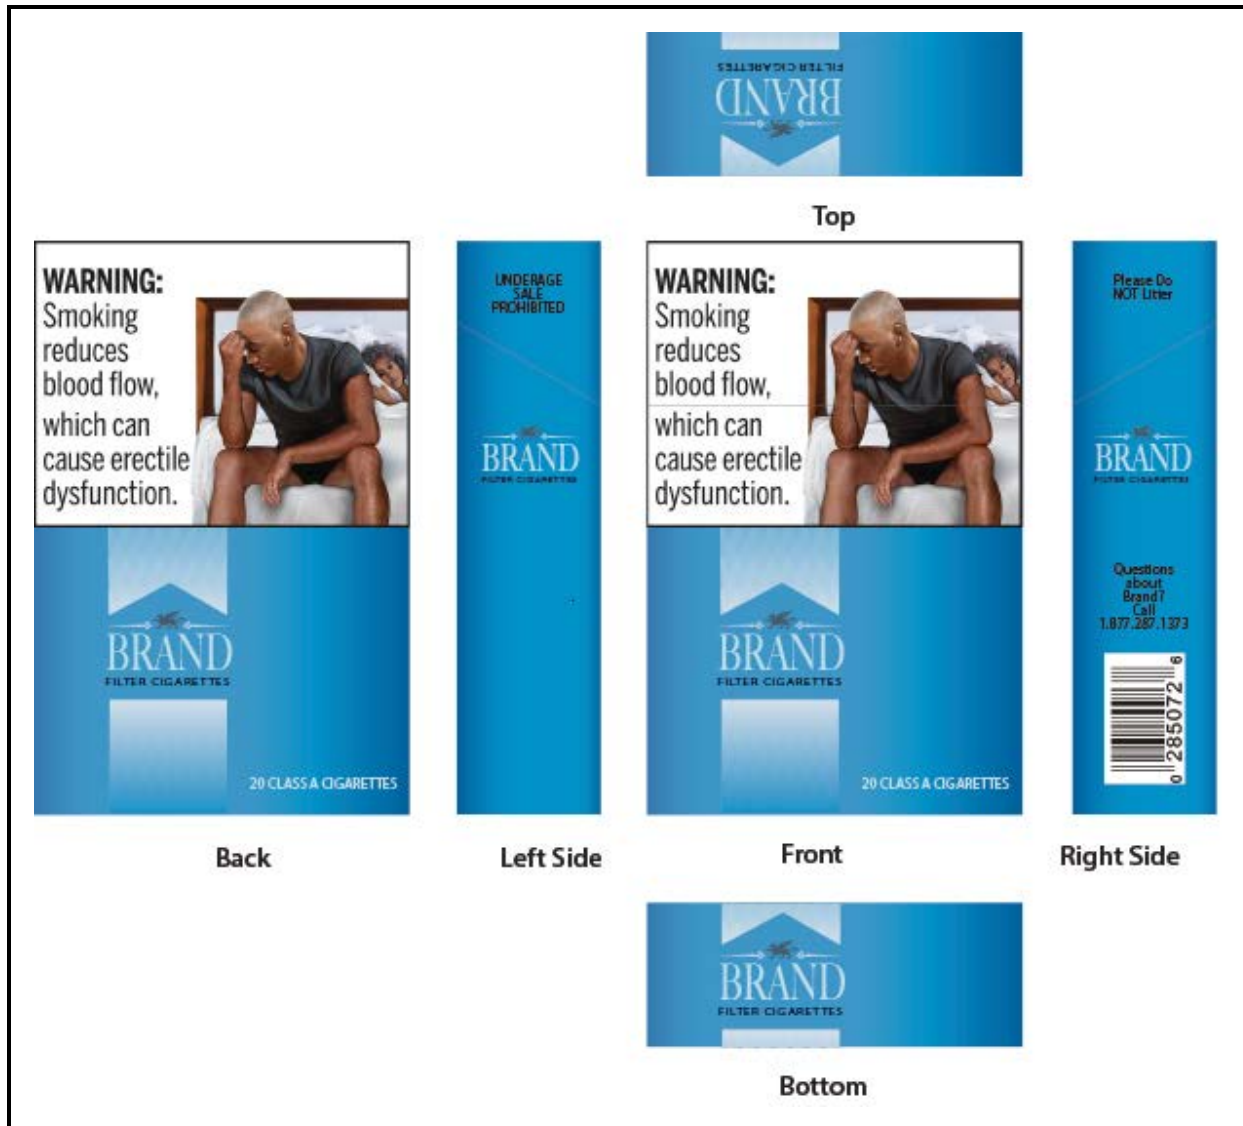 FILTER CIGARETTES
BRAND
Top
WARNING:
Smoking
reduces
blood flow,
which can
cause erectile
dysfunction.
BRAND
FILTER CIGARETTES
20 CLASS A CIGARETTES
Back
UNDERAGE
SALE
PROHIBITED
BRAND
FILTER CIGARETTES
Left Side
WARNING:
Smoking
reduces
blood flow,
which can
cause erectile
dysfunction.
BRAND
FILTER CIGARETTES
20 CLASS A CIGARETTES
Front
Please Do
NOT Litter
BRAND
FILTER CIGARETTES
Questions
about
Brand?
Call
1.877.287.1373
0 285072 6
Right Side
BRAND
FILTER CIGARETTES
Bottom